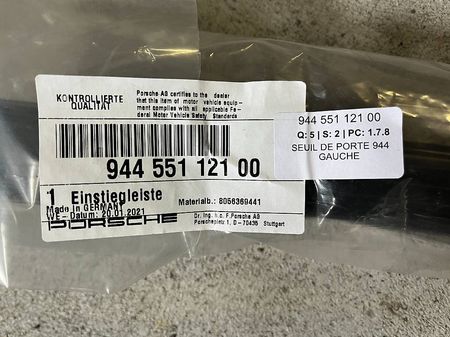 KONTROLLIERTE
QUALITÄT
Porsche AG certifies to the dealer
that this item of motor vehicle equip-
ment complies with all applicable Fe-
deral Motor Vehicle Safety Standards
944 551 121 00
1 Einstiegleiste
Materialb.: 8056369441
Made in GERMANY
WE- Datum: 20.01.2021
PORSCHE
Dr. Ing. h.c. F.Porsche AG
Porscheplatz 1, D-70435 Stuttgart
944 551 121 00
Q: 5 | S: 2 | PC: 1.7.8
SEUIL DE PORTE 944
GAUCHE